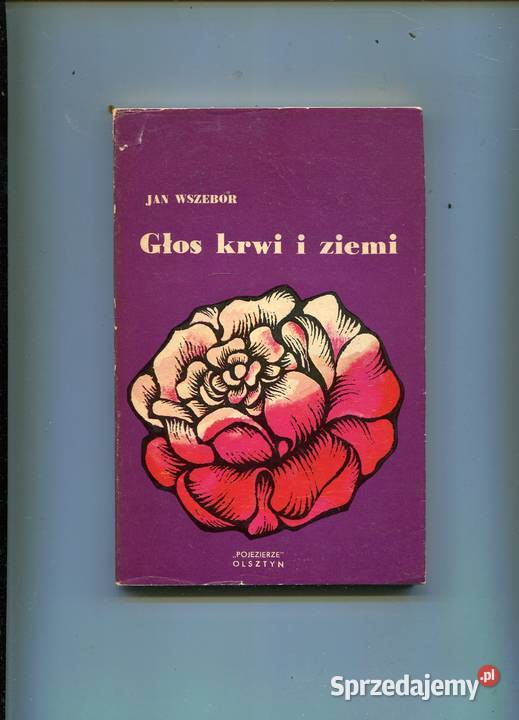 JAN WSZEBOR
Głos krwi i ziemi
„POJEZIERZE"
OLSZTYN
Sprzedajemy.pl